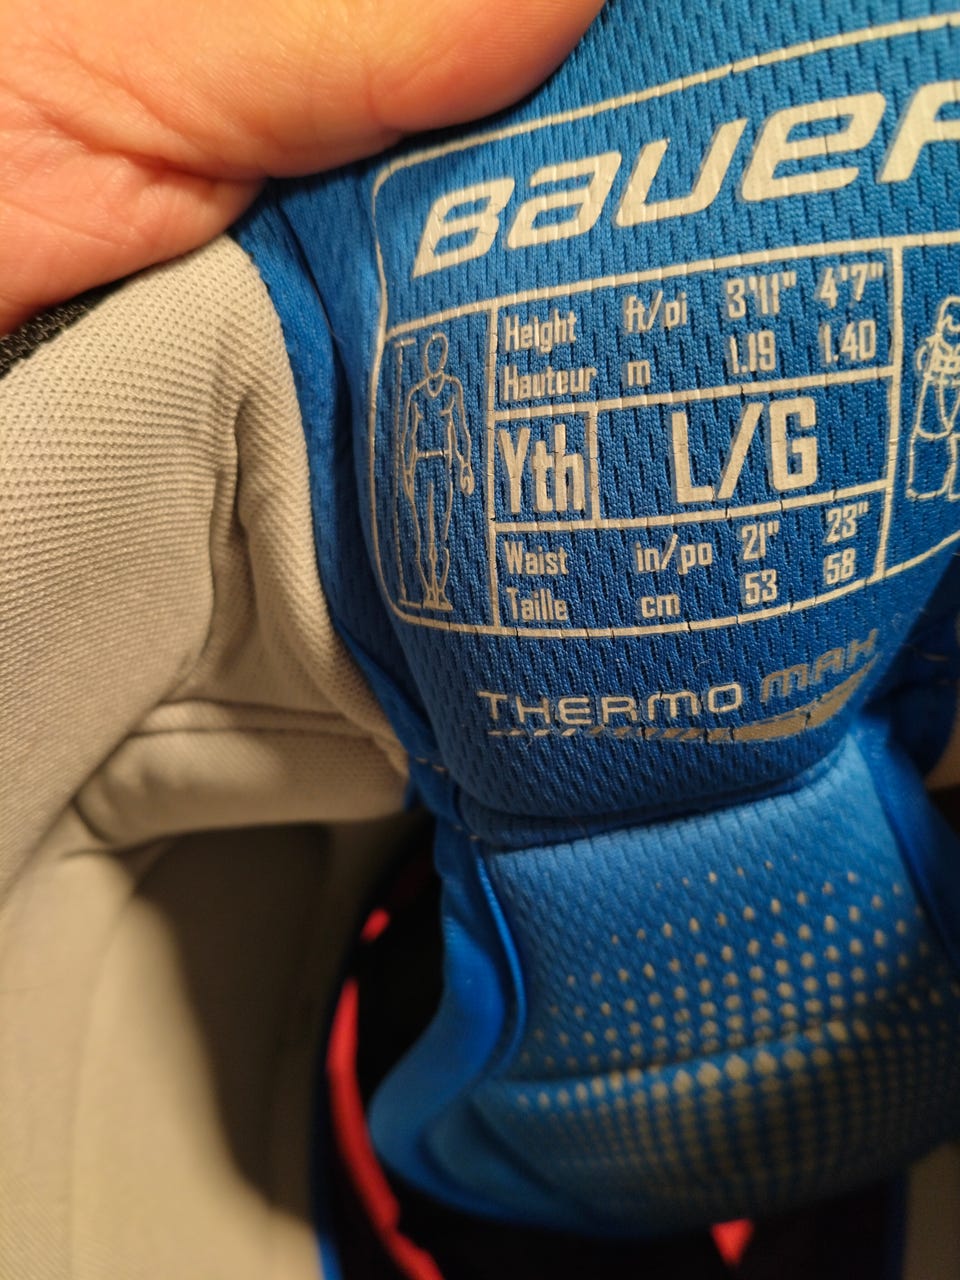 BAUER
Height ft/pi 3'11" 4'7"
Hauteur m 1.19 1.40
Yth L/G
Waist in/po 21" 23"
Taille cm 53 58
THERMO MAX